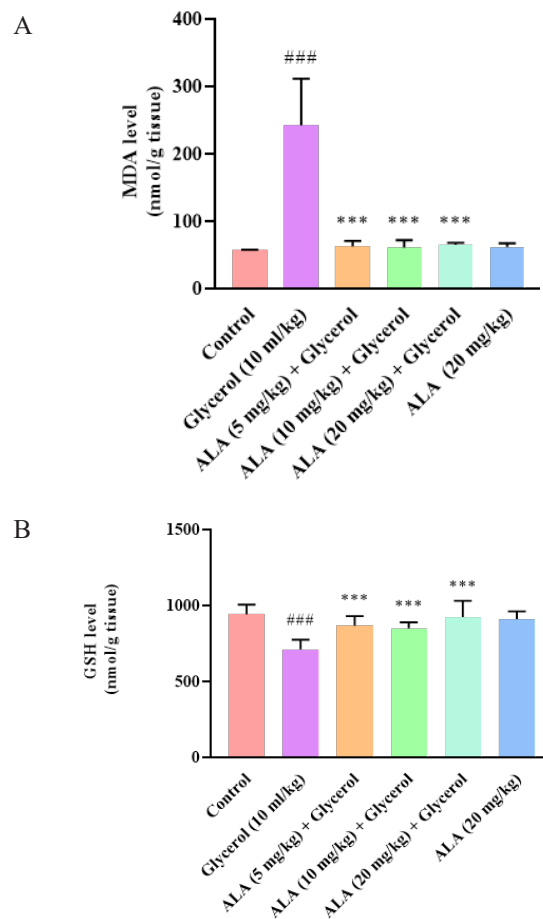 A
MDA level
(nmol/g tissue)
400
300
200
100
0
###
***
***
***
Control
Glycerol (10 ml/kg)
ALA (5 mg/kg) + Glycerol
ALA (10 mg/kg) + Glycerol
ALA (20 mg/kg) + Glycerol
ALA (20 mg/kg)
B
GSH level
(nmol/g tissue)
1500
1000
500
0
###
***
***
***
Control
Glycerol (10 ml/kg)
ALA (5 mg/kg) + Glycerol
ALA (10 mg/kg) + Glycerol
ALA (20 mg/kg) + Glycerol
ALA (20 mg/kg)